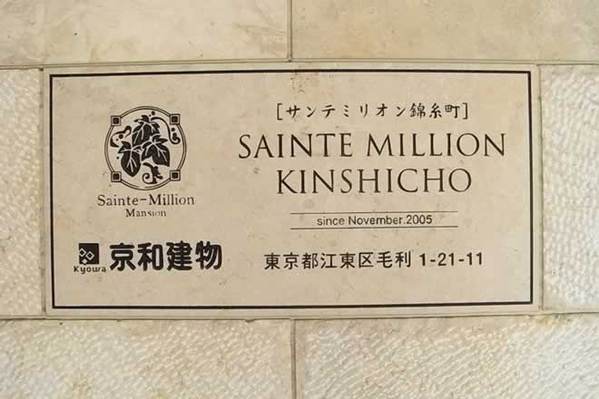 [サンテミリオン錦糸町]
SAINTE MILLION
KINSHICHO
since November.2005
東京都江東区毛利 1-21-11
Sainte-Million
Mansion
Kyowa
京和建物